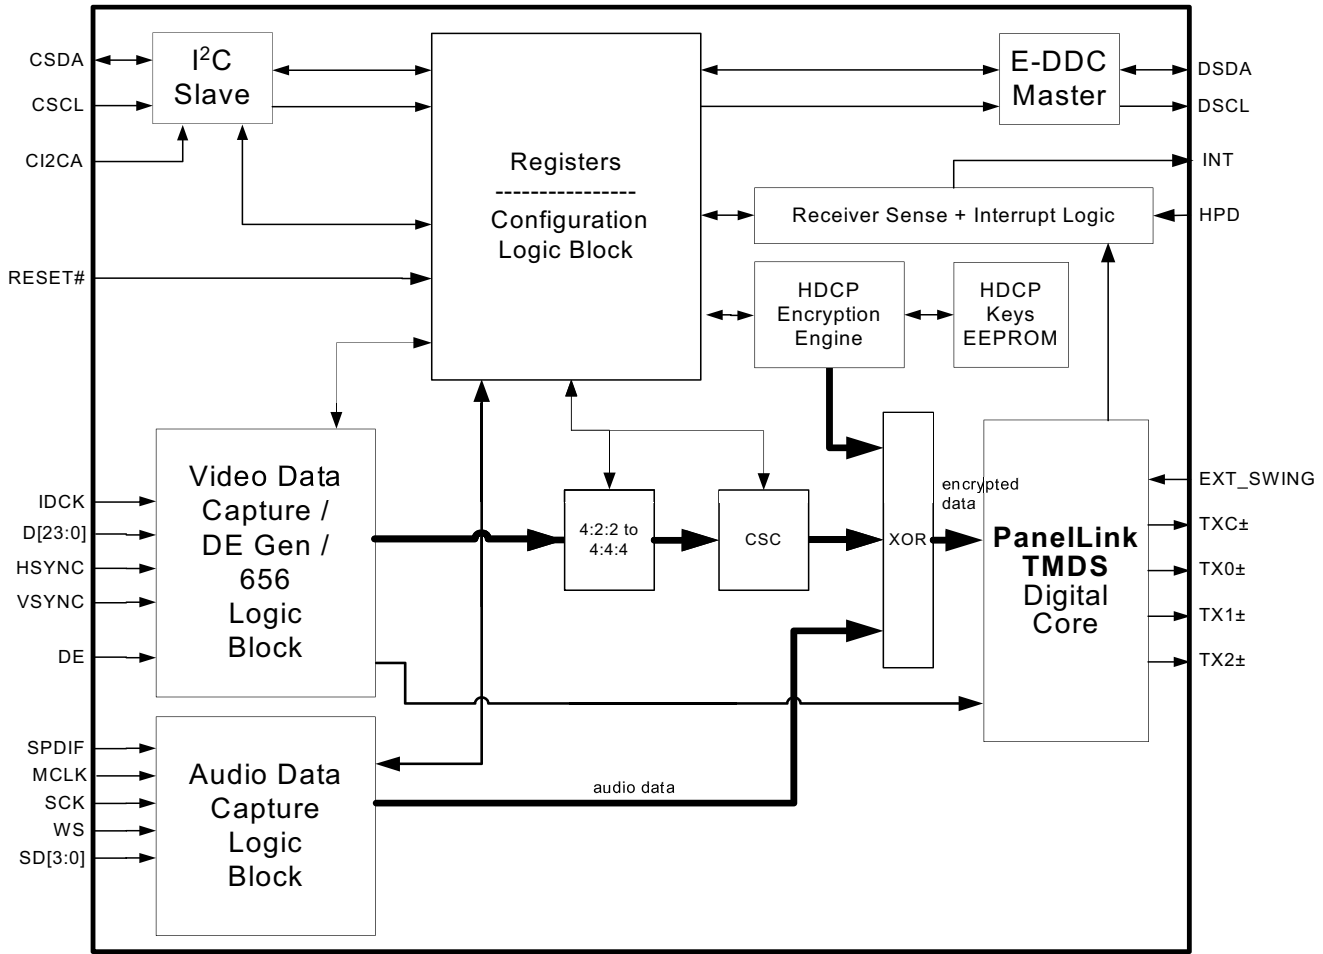 CSDA
CSCL
CI2CA
RESET#
I²C
Slave
Registers
----------------
Configuration
Logic Block
E-DDC
Master
DSDA
DSCL
INT
HPD
Receiver Sense + Interrupt Logic
HDCP
Encryption
Engine
HDCP
Keys
EEPROM
IDCK
D[23:0]
HSYNC
VSYNC
DE
Video Data
Capture /
DE Gen /
656
Logic
Block
4:2:2 to
4:4:4
CSC
XOR
encrypted
data
PanelLink
TMDS
Digital
Core
EXT_SWING
TXC±
TX0±
TX1±
TX2±
SPDIF
MCLK
SCK
WS
SD[3:0]
Audio Data
Capture
Logic
Block
audio data